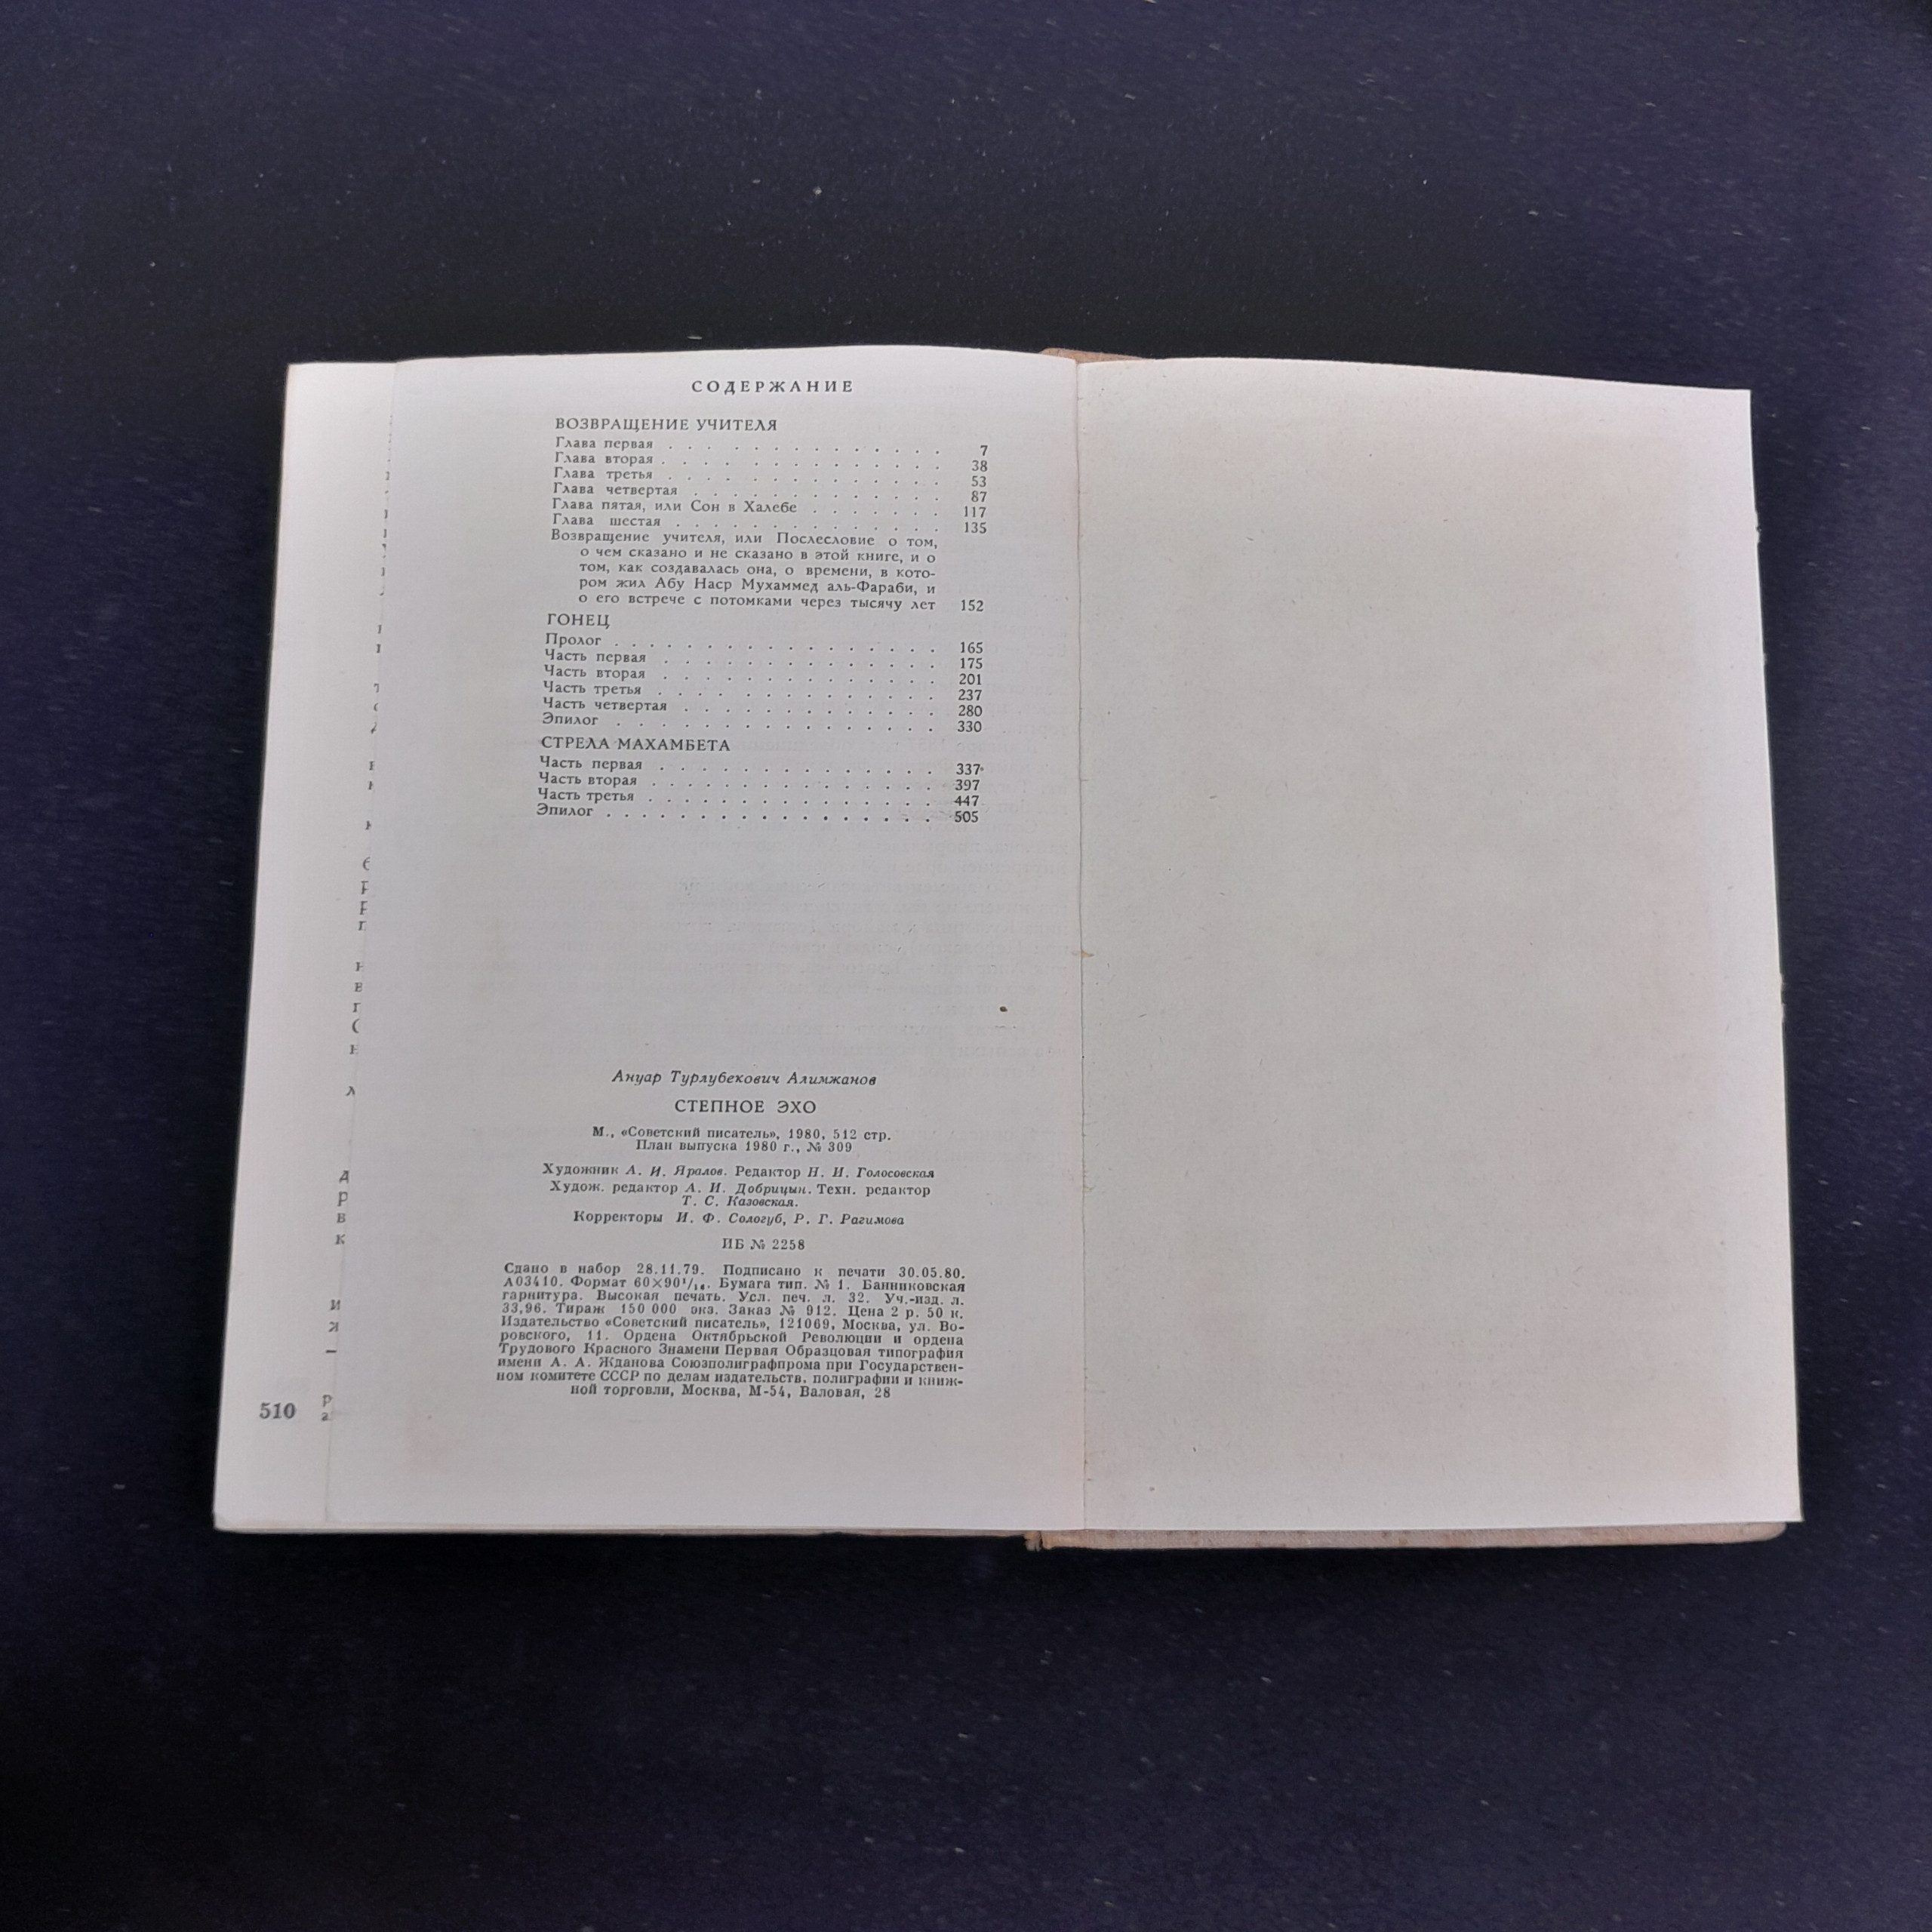 СОДЕРЖАНИЕ
ВОЗВРАЩЕНИЕ УЧИТЕЛЯ
Глава первая . . . . . . . . . . . . . 7
Глава вторая . . . . . . . . . . . . . 38
Глава третья . . . . . . . . . . . . . 53
Глава четвертая . . . . . . . . . . . . 87
Глава пятая, или Сон в Халебе . . . . . . . 117
Глава шестая . . . . . . . . . . . . . 135
Возвращение учителя, или Послесловие о том,
о чем сказано и не сказано в этой книге, и о
том, как создавалась она, о времени, в кото-
ром жил Абу Наср Мухаммед аль-Фараби, и
о его встрече с потомками через тысячу лет 152
ГОНЕЦ
Пролог . . . . . . . . . . . . . . . 165
Часть первая . . . . . . . . . . . . . 175
Часть вторая . . . . . . . . . . . . . 201
Часть третья . . . . . . . . . . . . . 237
Часть четвертая . . . . . . . . . . . . 280
Эпилог . . . . . . . . . . . . . . . 330
СТРЕЛА МАХАМБЕТА
Часть первая . . . . . . . . . . . . . 337
Часть вторая . . . . . . . . . . . . . 397
Часть третья . . . . . . . . . . . . . 447
Эпилог . . . . . . . . . . . . . . . 505
Ануар Турлубекович Алимжанов
СТЕПНОЕ ЭХО
М., «Советский писатель», 1980, 512 стр.
План выпуска 1980 г., № 309
Художник А. И. Яралов. Редактор Н. И. Голосовская
Худож. редактор А. И. Добрицын. Техн. редактор
Т. С. Казовская.
Корректоры И. Ф. Сологуб, Р. Г. Рагимова
ИБ № 2258
Сдано в набор 28.11.79. Подписано к печати 30.05.80.
А03410. Формат 60×90¹/₁₆. Бумага тип. № 1. Банниковская
гарнитура. Высокая печать. Усл. печ. л. 32. Уч.-изд. л.
33,96. Тираж 150 000 экз. Заказ № 912. Цена 2 р. 50 к.
Издательство «Советский писатель», 121069, Москва, ул. Во-
ровского, 11. Ордена Октябрьской Революции и ордена
Трудового Красного Знамени Первая Образцовая типография
имени А. А. Жданова Союзполиграфпрома при Государствен-
ном комитете СССР по делам издательств, полиграфии и книж-
ной торговли, Москва, М-54, Валовая, 28
510